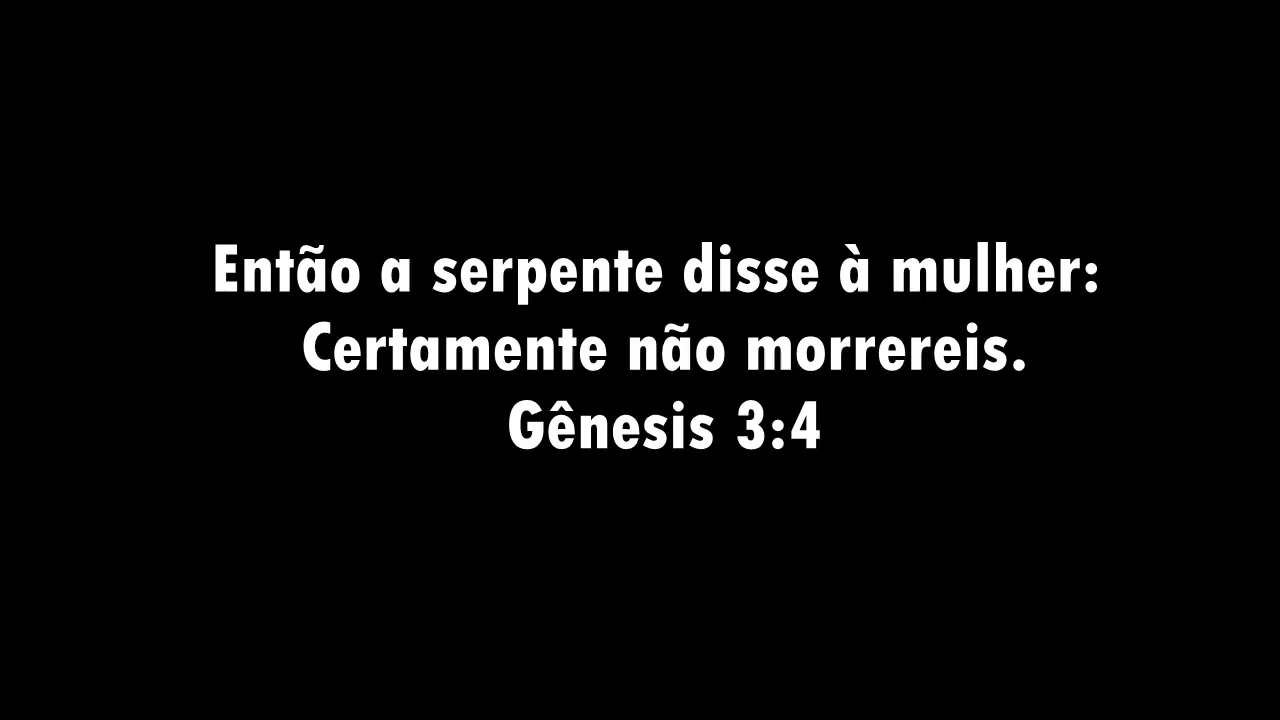 Então a serpente disse à mulher:
Certamente não morrereis.
Gênesis 3:4